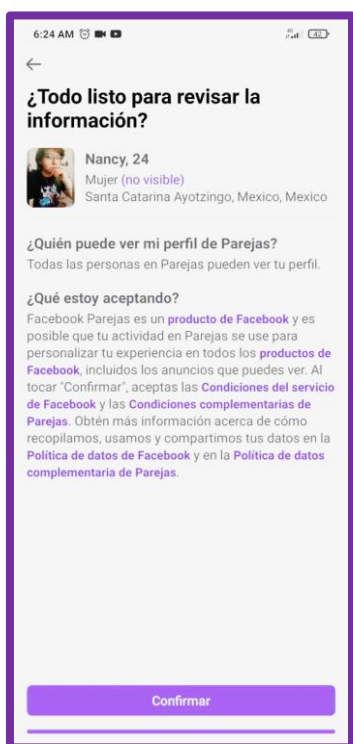 6:24 AM
4G
42
¿Todo listo para revisar la
información?
Nancy, 24
Mujer (no visible)
Santa Catarina Ayotzingo, Mexico, Mexico
¿Quién puede ver mi perfil de Parejas?
Todas las personas en Parejas pueden ver tu perfil.
¿Qué estoy aceptando?
Facebook Parejas es un producto de Facebook y es
posible que tu actividad en Parejas se use para
personalizar tu experiencia en todos los productos de
Facebook, incluidos los anuncios que puedes ver. Al
tocar "Confirmar", aceptas las Condiciones del servicio
de Facebook y las Condiciones complementarias de
Parejas. Obtén más información acerca de cómo
recopilamos, usamos y compartimos tus datos en la
Política de datos de Facebook y en la Política de datos
complementaria de Parejas.
Confirmar